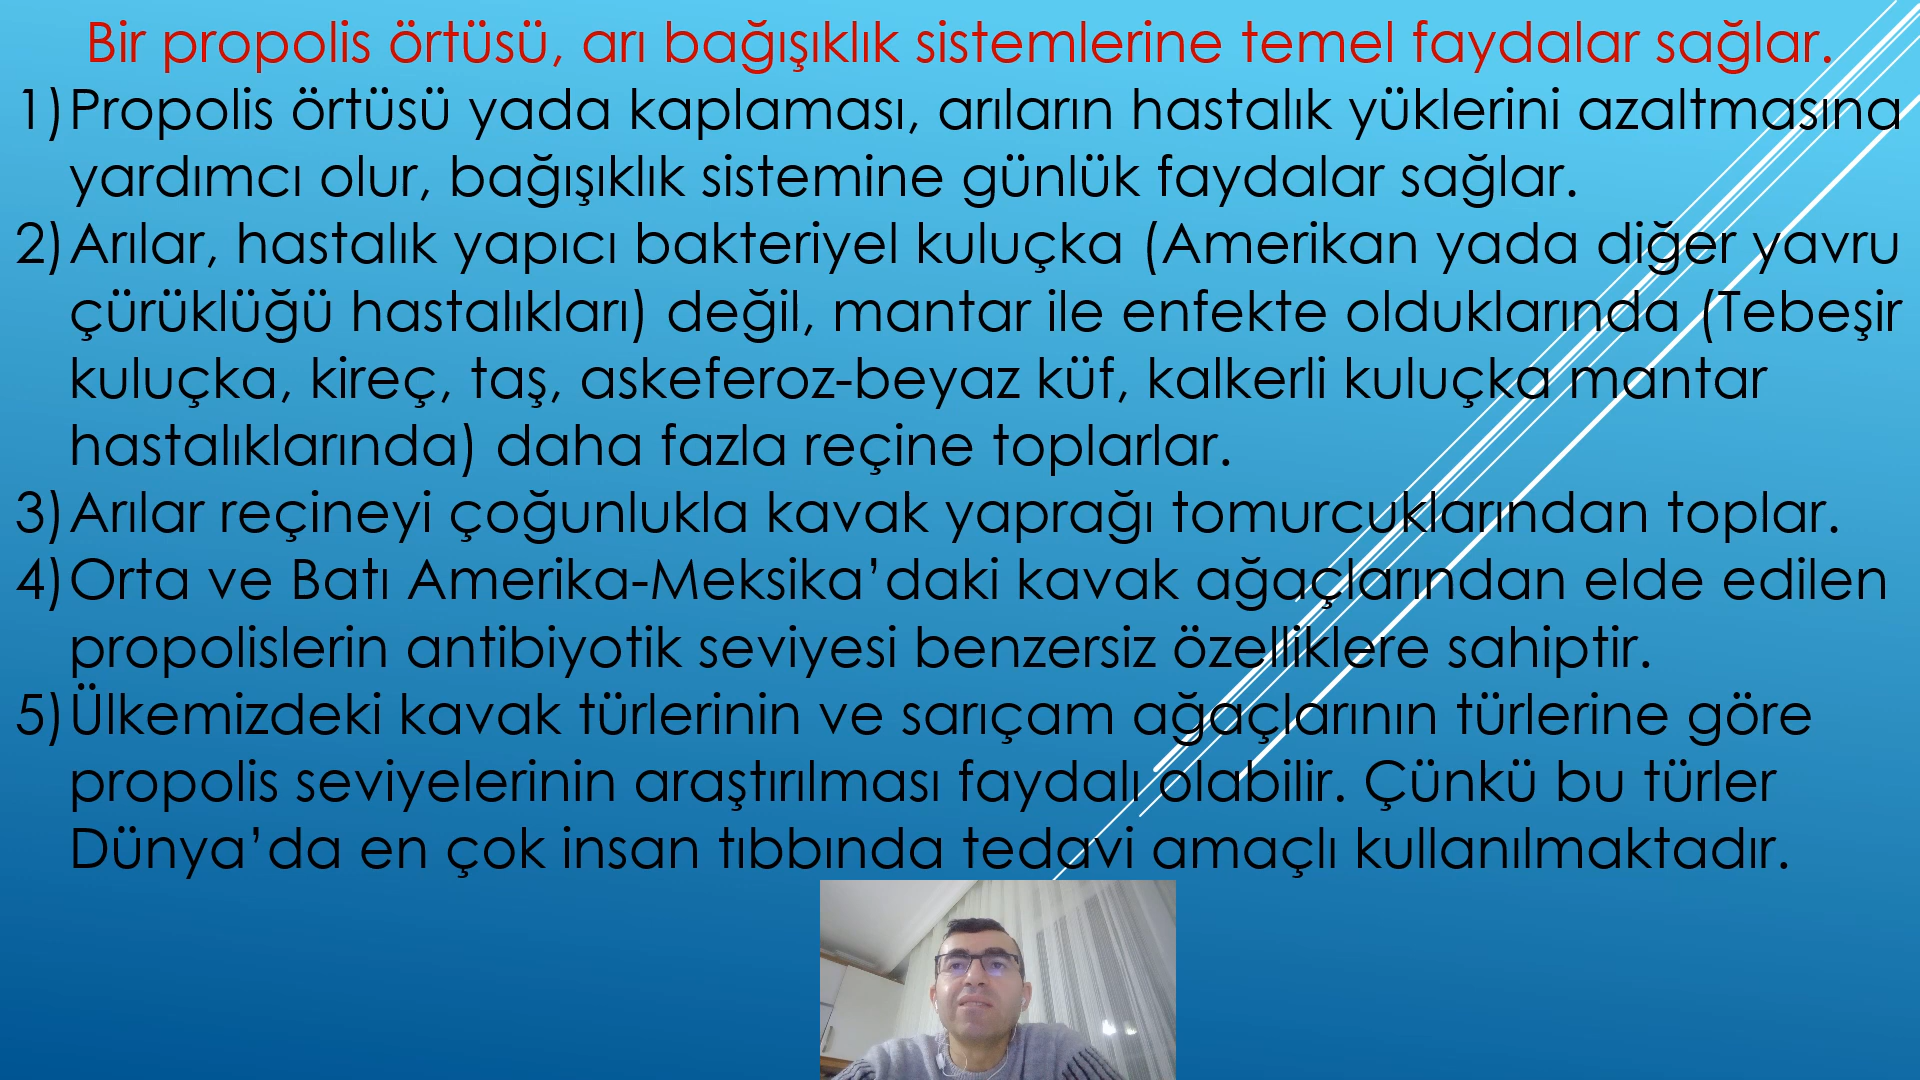 Bir propolis örtüsü, arı bağışıklık sistemlerine temel faydalar sağlar.
1) Propolis örtüsü yada kaplaması, arıların hastalık yüklerini azaltmasına
yardımcı olur, bağışıklık sistemine günlük faydalar sağlar.
2) Arılar, hastalık yapıcı bakteriyel kuluçka (Amerikan yada diğer yavru
çürüklüğü hastalıkları) değil, mantar ile enfekte olduklarında (Tebeşir
kuluçka, kireç, taş, askeferoz-beyaz küf, kalkerli kuluçka mantar
hastalıklarında) daha fazla reçine toplarlar.
3) Arılar reçineyi çoğunlukla kavak yaprağı tomurcuklarından toplar.
4) Orta ve Batı Amerika-Meksika’daki kavak ağaçlarından elde edilen
propolislerin antibiyotik seviyesi benzersiz özelliklere sahiptir.
5) Ülkemizdeki kavak türlerinin ve sarıçam ağaçlarının türlerine göre
propolis seviyelerinin araştırılması faydalı olabilir. Çünkü bu türler
Dünya’da en çok insan tıbbında tedavi amaçlı kullanılmaktadır.